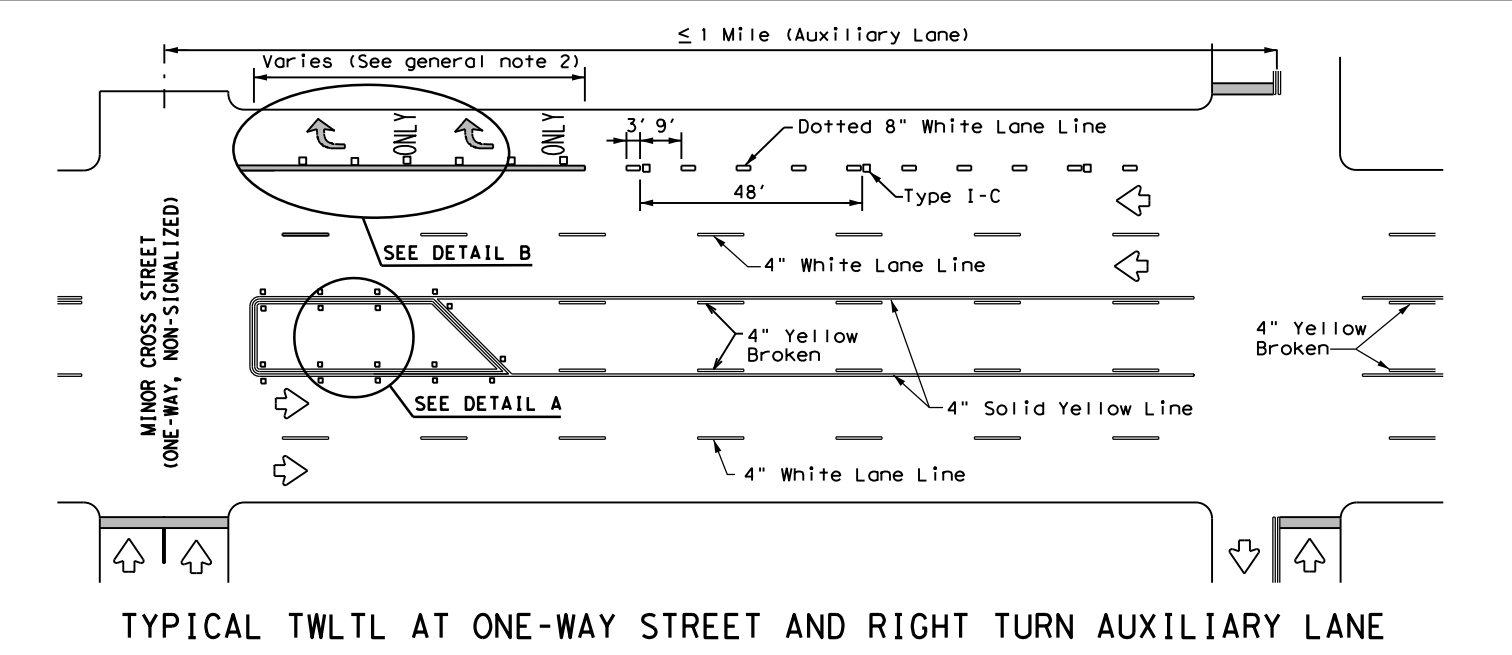 ≤ 1 Mile (Auxiliary Lane)
Varies (See general note 2)
ONLY
ONLY
3' 9'
Dotted 8" White Lane Line
48'
Type I-C
SEE DETAIL B
4" White Lane Line
MINOR CROSS STREET
(ONE-WAY, NON-SIGNALIZED)
4" Yellow
Broken
4" Yellow
Broken
SEE DETAIL A
4" Solid Yellow Line
4" White Lane Line
TYPICAL TWLTL AT ONE-WAY STREET AND RIGHT TURN AUXILIARY LANE